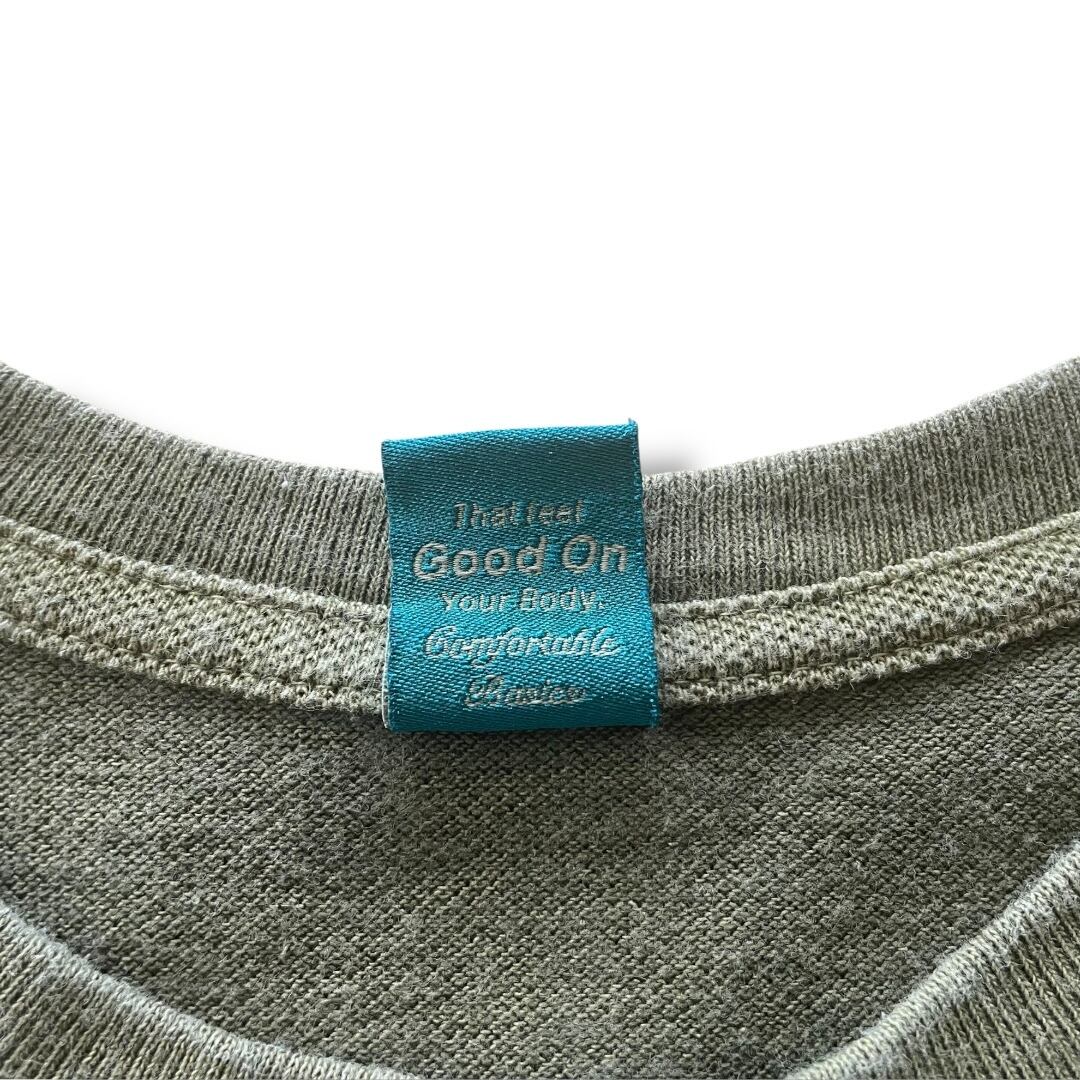 That feel
Good On
your Body.
Comfortable
Basics